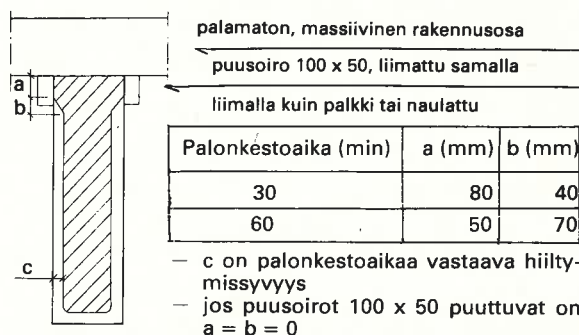 palamaton, massiivinen rakennusosa
puusoiro 100 x 50, liimattu samalla
liimalla kuin palkki tai naulattu
a
b
c
Palonkestoaika (min) a (mm) b (mm)
30 80 40
60 50 70
— c on palonkestoaikaa vastaava hiilty-
missyvyys
— jos puusoirot 100 x 50 puuttuvat on
a = b = 0